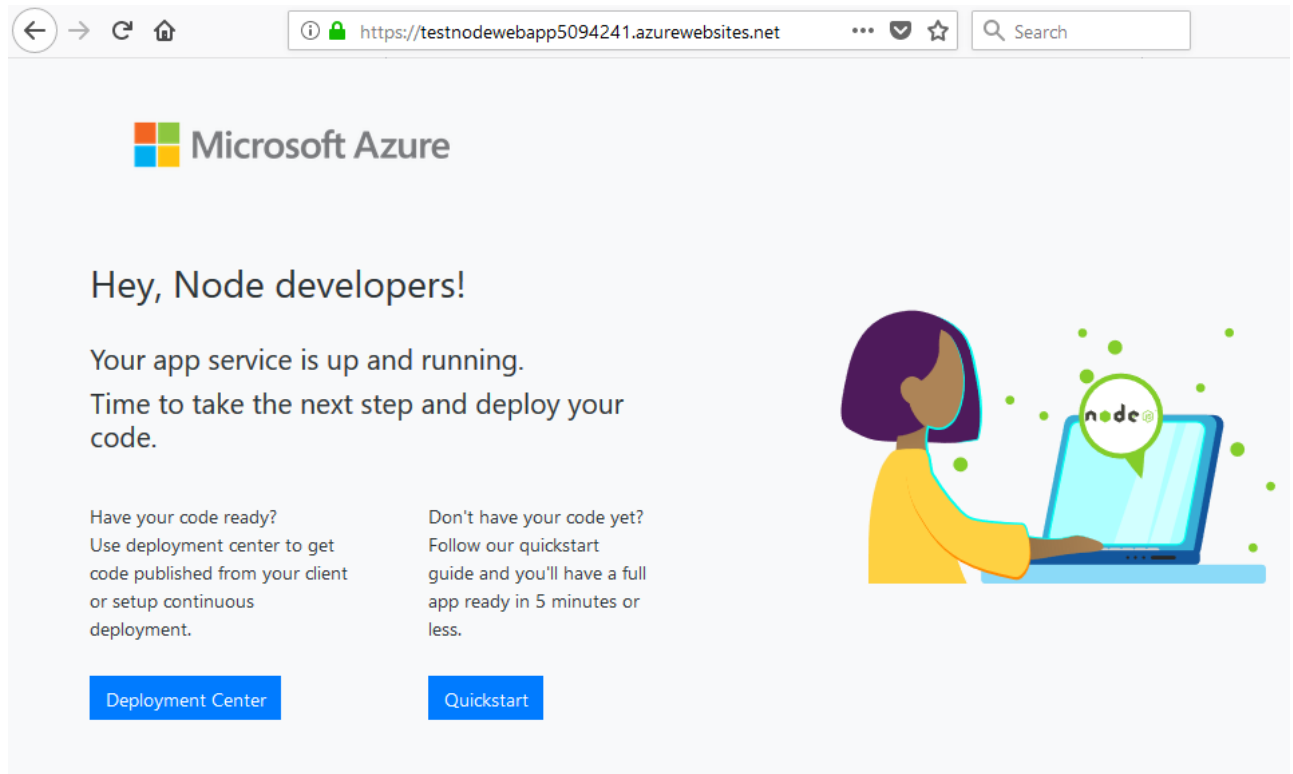 https://testnodewebapp5094241.azurewebsites.net
Search
Microsoft Azure
Hey, Node developers!
Your app service is up and running.
Time to take the next step and deploy your
code.
Have your code ready?
Use deployment center to get
code published from your client
or setup continuous
deployment.
Don't have your code yet?
Follow our quickstart
guide and you'll have a full
app ready in 5 minutes or
less.
Deployment Center
Quickstart
node